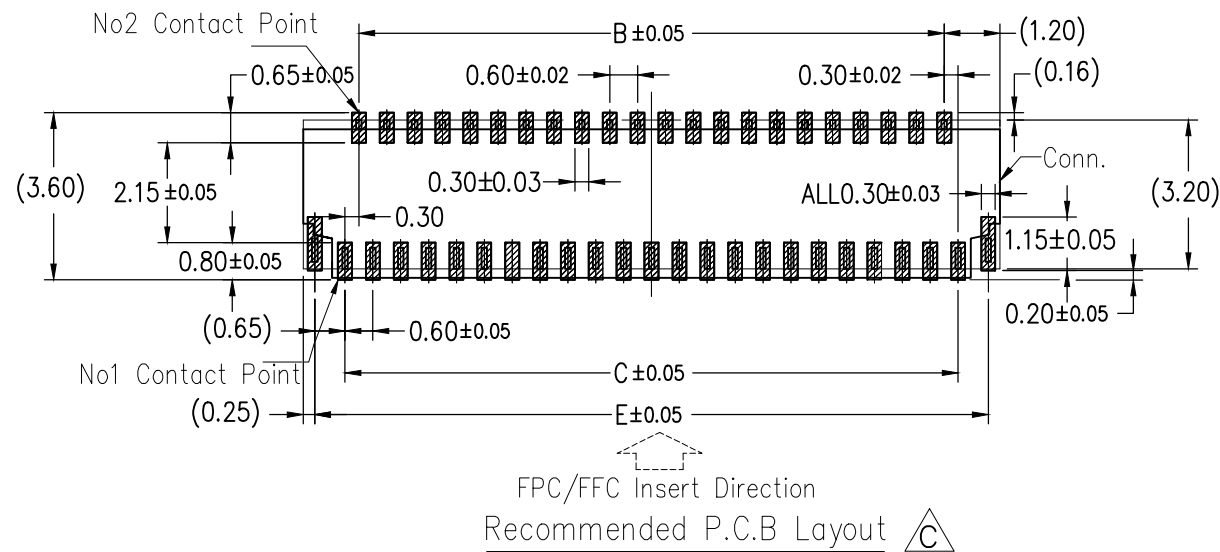 No2 Contact Point
B±0.05
(1.20)
0.65±0.05
0.60±0.02
0.30±0.02
(0.16)
Conn.
(3.60)
2.15±0.05
0.30±0.03
ALL0.30±0.03
(3.20)
0.30
0.80±0.05
1.15±0.05
0.20±0.05
(0.65)
0.60±0.05
No1 Contact Point
C±0.05
(0.25)
E±0.05
FPC/FFC Insert Direction
Recommended P.C.B Layout C